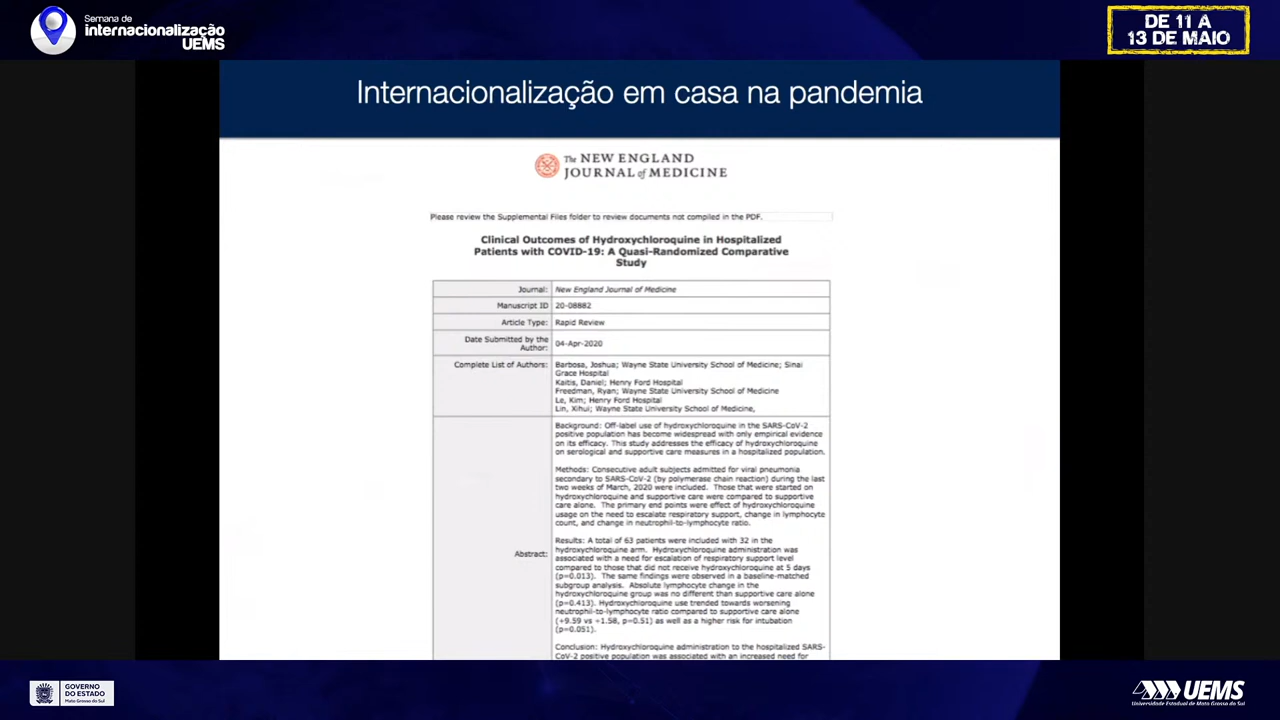 Semana de
internacionalização
UEMS
DE 11 A
13 DE MAIO
Internacionalização em casa na pandemia
The NEW ENGLAND
JOURNAL of MEDICINE
Please review the Supplemental Files folder to review documents not compiled in the PDF.
Clinical Outcomes of Hydroxychloroquine in Hospitalized
Patients with COVID-19: A Quasi-Randomized Comparative
Study
Journal: New England Journal of Medicine
Manuscript ID 20-08882
Article Type: Rapid Review
Date Submitted by the
Author: 04-Apr-2020
Complete List of Authors: Barbosa, Joshua; Wayne State University School of Medicine; Sinai
Grace Hospital
Kaitis, Daniel; Henry Ford Hospital
Freedman, Ryan; Wayne State University School of Medicine
Le, Kim; Henry Ford Hospital
Lin, Xihui; Wayne State University School of Medicine,
Abstract:
Background: Off-label use of hydroxychloroquine in the SARS-CoV-2
positive population has become widespread with only empirical evidence
on its efficacy. This study addresses the efficacy of hydroxychloroquine
on serological and supportive care measures in a hospitalized population.
Methods: Consecutive adult subjects admitted for viral pneumonia
secondary to SARS-CoV-2 (by polymerase chain reaction) during the last
two weeks of March, 2020 were included. Those that were started on
hydroxychloroquine and supportive care were compared to supportive
care alone. The primary end points were effect of hydroxychloroquine
usage on the need to escalate respiratory support, change in lymphocyte
count, and change in neutrophil-to-lymphocyte ratio.
Results: A total of 63 patients were included with 32 in the
hydroxychloroquine arm. Hydroxychloroquine administration was
associated with a need for escalation of respiratory support level
compared to those that did not receive hydroxychloroquine at 5 days
(p=0.013). The same findings were observed in a baseline-matched
subgroup analysis. Absolute lymphocyte change in the
hydroxychloroquine group was no different than supportive care alone
(p=0.413). Hydroxychloroquine use trended towards worsening
neutrophil-to-lymphocyte ratio compared to supportive care alone
(+9.59 vs +1.58, p=0.51) as well as a higher risk for intubation
(p=0.051).
Conclusion: Hydroxychloroquine administration to the hospitalized SARS-
CoV-2 positive population was associated with an increased need for
GOVERNO
DO ESTADO
Mato Grosso do Sul
UEMS
Universidade Estadual de Mato Grosso do Sul